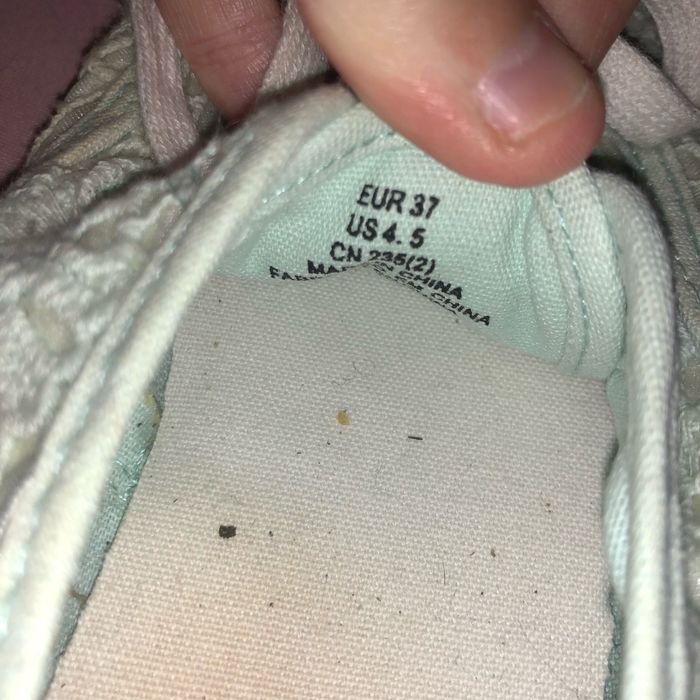 EUR 37
US 4.5
CN 235(2)
MADE IN CHINA
CHINA